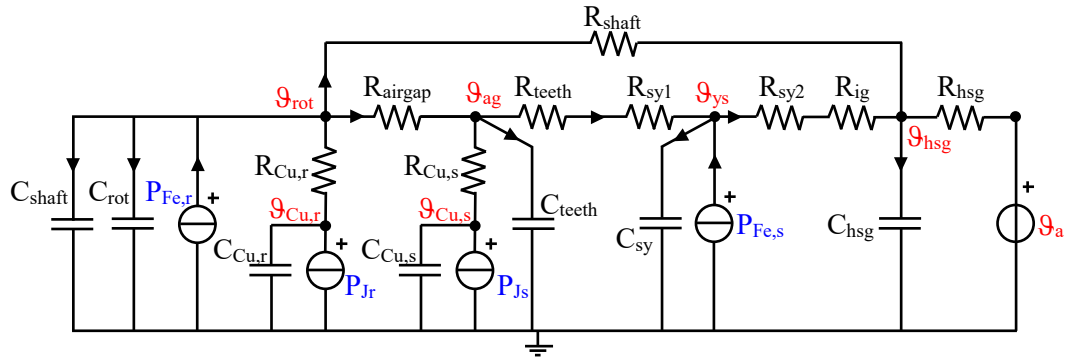 R_shaft
ϑ_rot
R_airgap
ϑ_ag
R_teeth
R_sy1
ϑ_ys
R_sy2
R_ig
R_hsg
ϑ_hsg
C_shaft
C_rot
P_Fe,r
+
R_Cu,r
R_Cu,s
ϑ_Cu,r
+
ϑ_Cu,s
+
C_teeth
C_sy
+
P_Fe,s
C_hsg
+
ϑ_a
C_Cu,r
P_Jr
C_Cu,s
P_Js